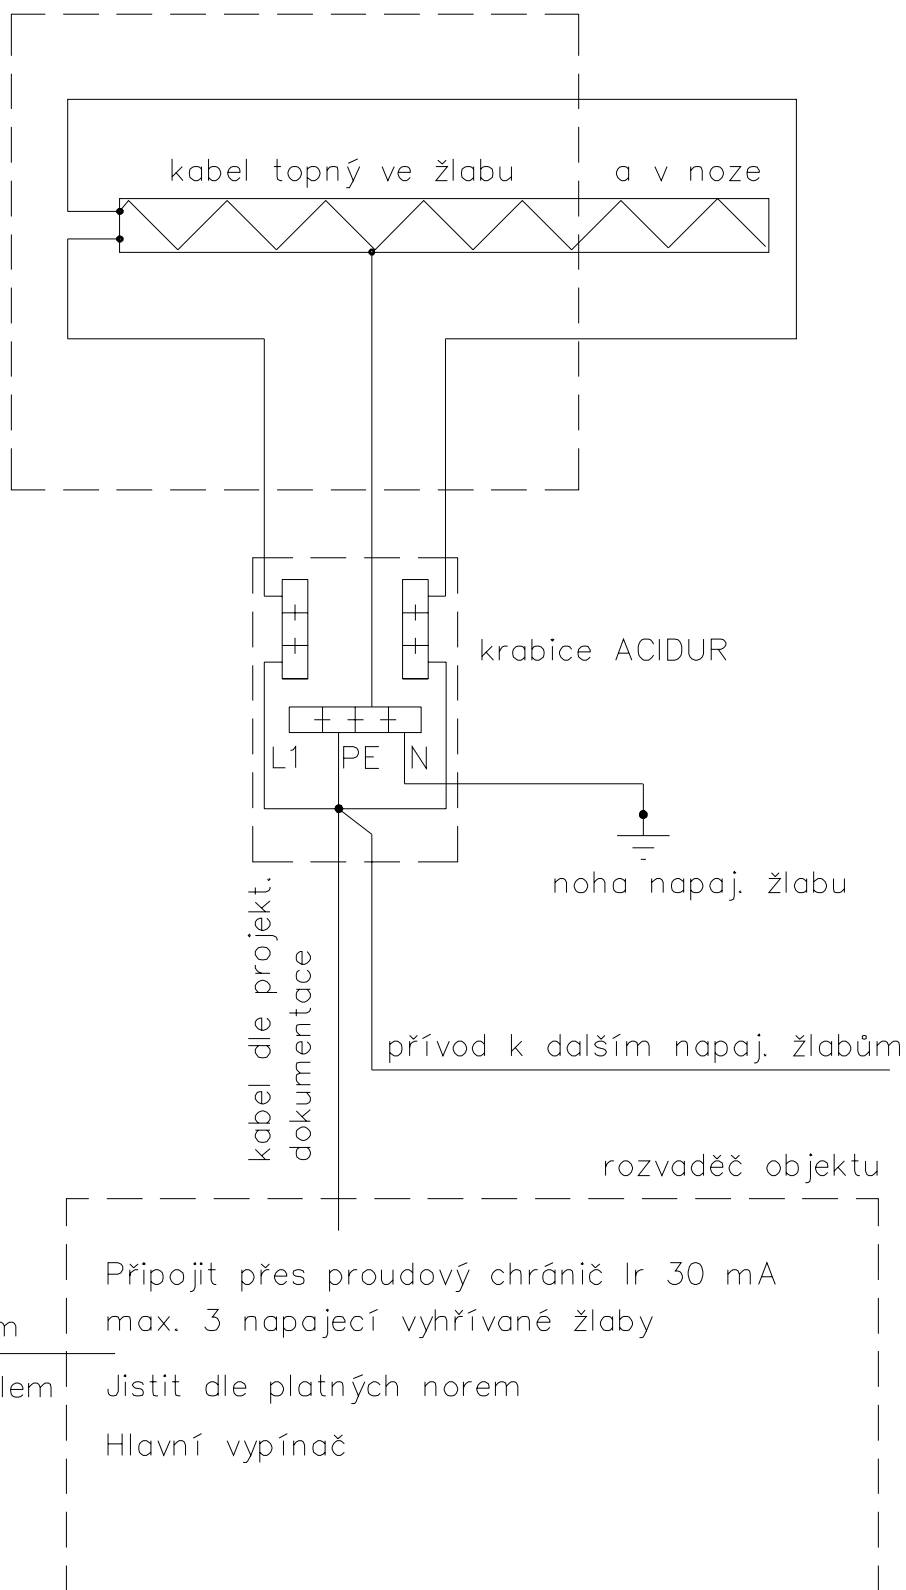 kabel topný ve žlabu a v noze
krabice ACIDUR
L1 PE N
noha napaj. žlabu
kabel dle projekt.
dokumentace
přívod k dalším napaj. žlabům
rozvaděč objektu
Připojit přes proudový chránič Ir 30 mA
max. 3 napajecí vyhřívané žlaby
Jistit dle platných norem
Hlavní vypínač